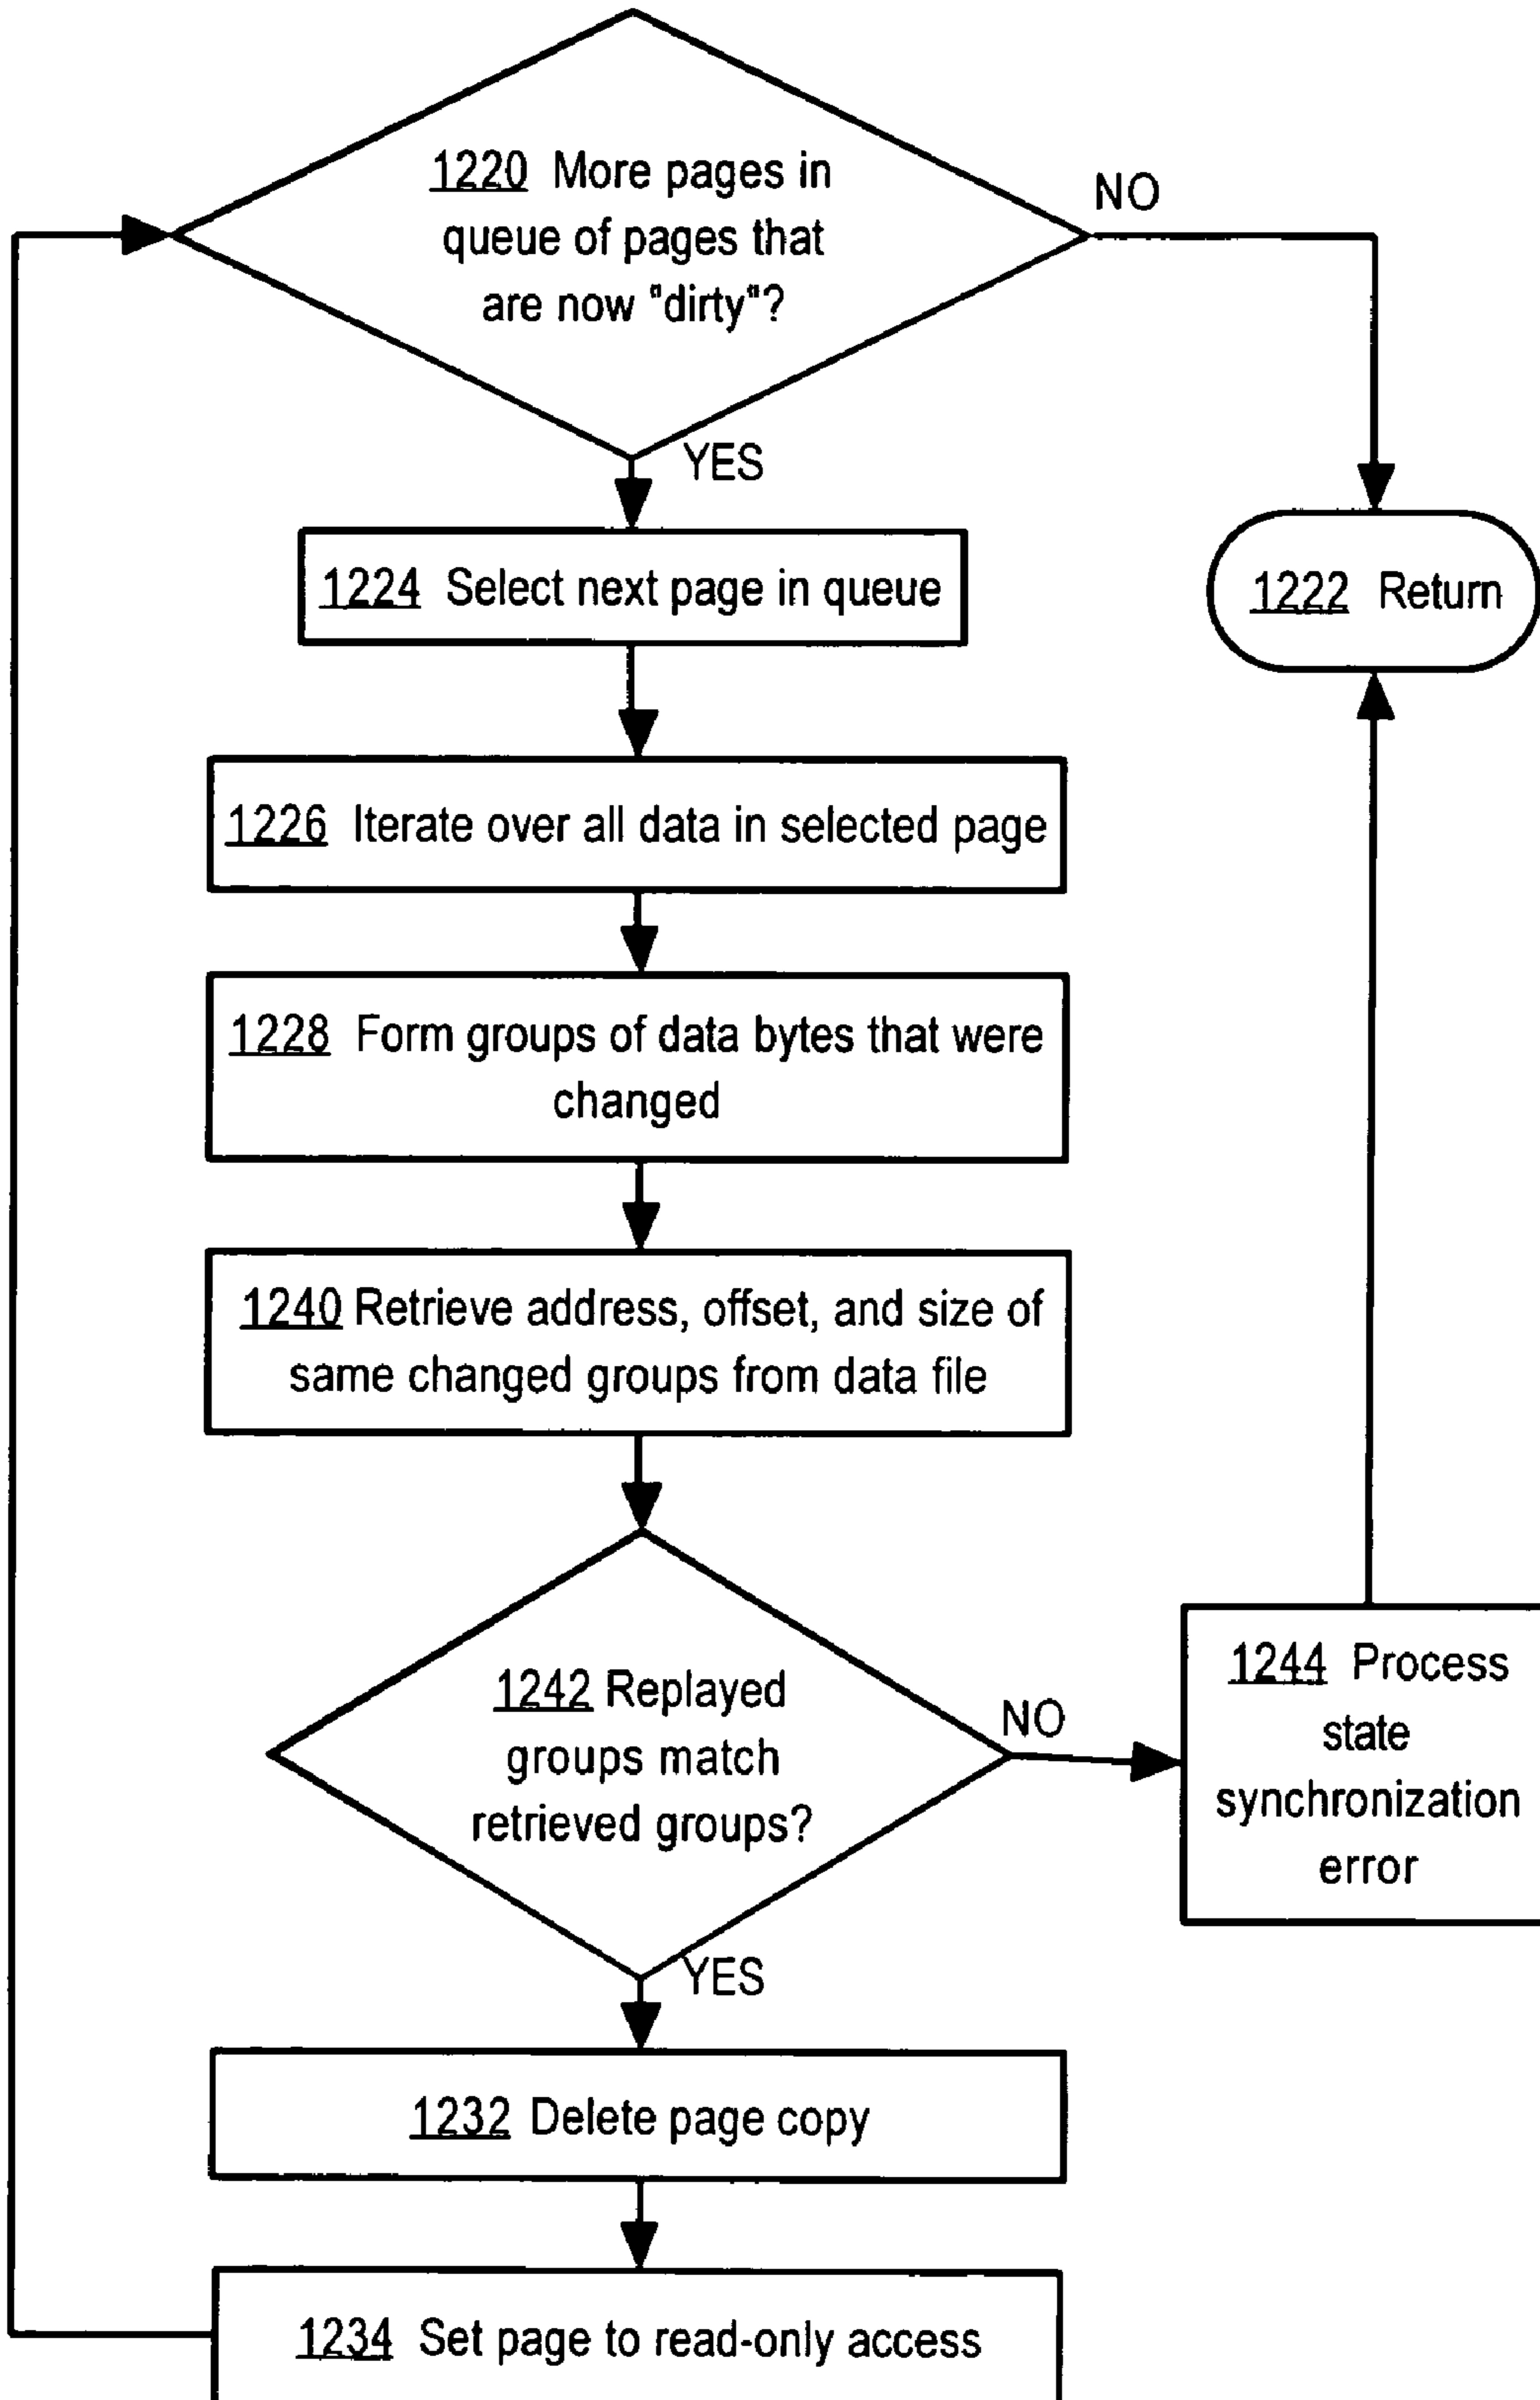 1220 More pages in
queue of pages that
are now "dirty"?
NO
YES
1224 Select next page in queue
1222 Return
1226 Iterate over all data in selected page
1228 Form groups of data bytes that were
changed
1240 Retrieve address, offset, and size of
same changed groups from data file
1242 Replayed
groups match
retrieved groups?
NO
1244 Process
state
synchronization
error
YES
1232 Delete page copy
1234 Set page to read-only access